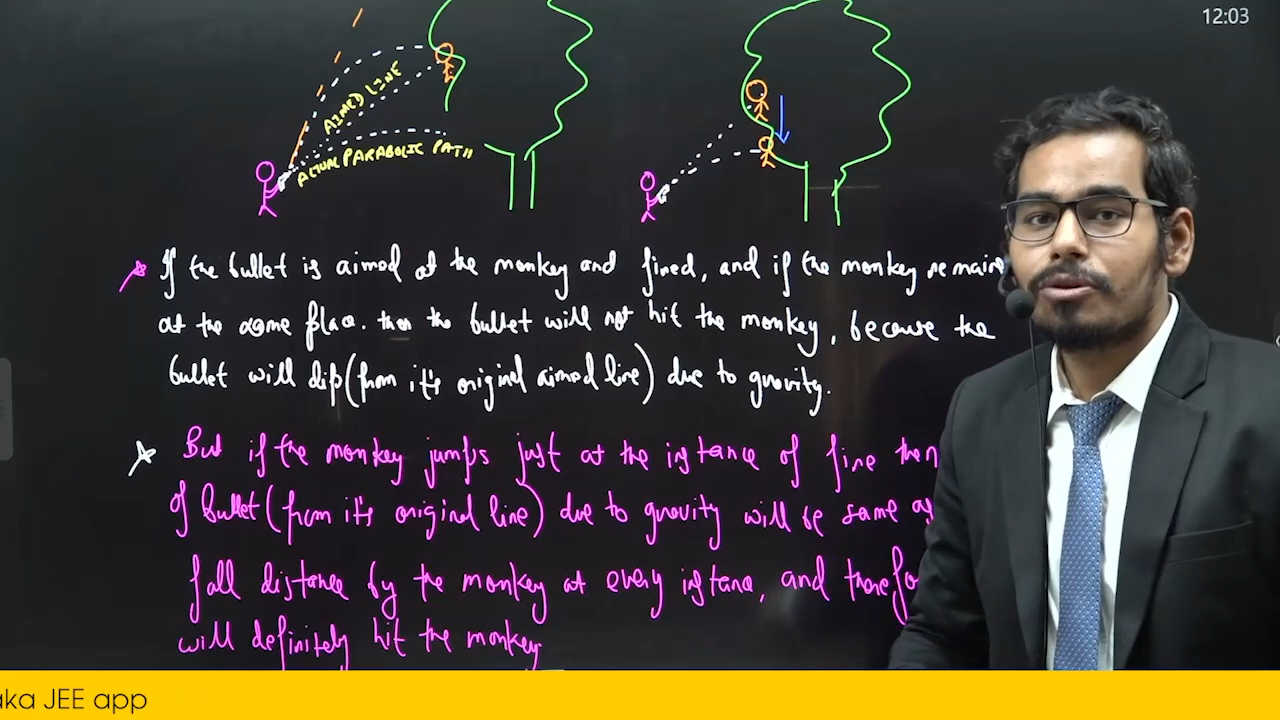 12:03
AIMED LINE
ACTUAL PARABOLIC PATH
If the bullet is aimed at the monkey and fired, and if the monkey remains
at the same place. then the bullet will not hit the monkey, because the
bullet will dip (from it's original aimed line) due to gravity.
But if the monkey jumps just at the instance of fire then
of bullet (from it's original line) due to gravity will be same as
fall distance by the monkey at every instance, and therefo
will definitely hit the monkey.
aka JEE app